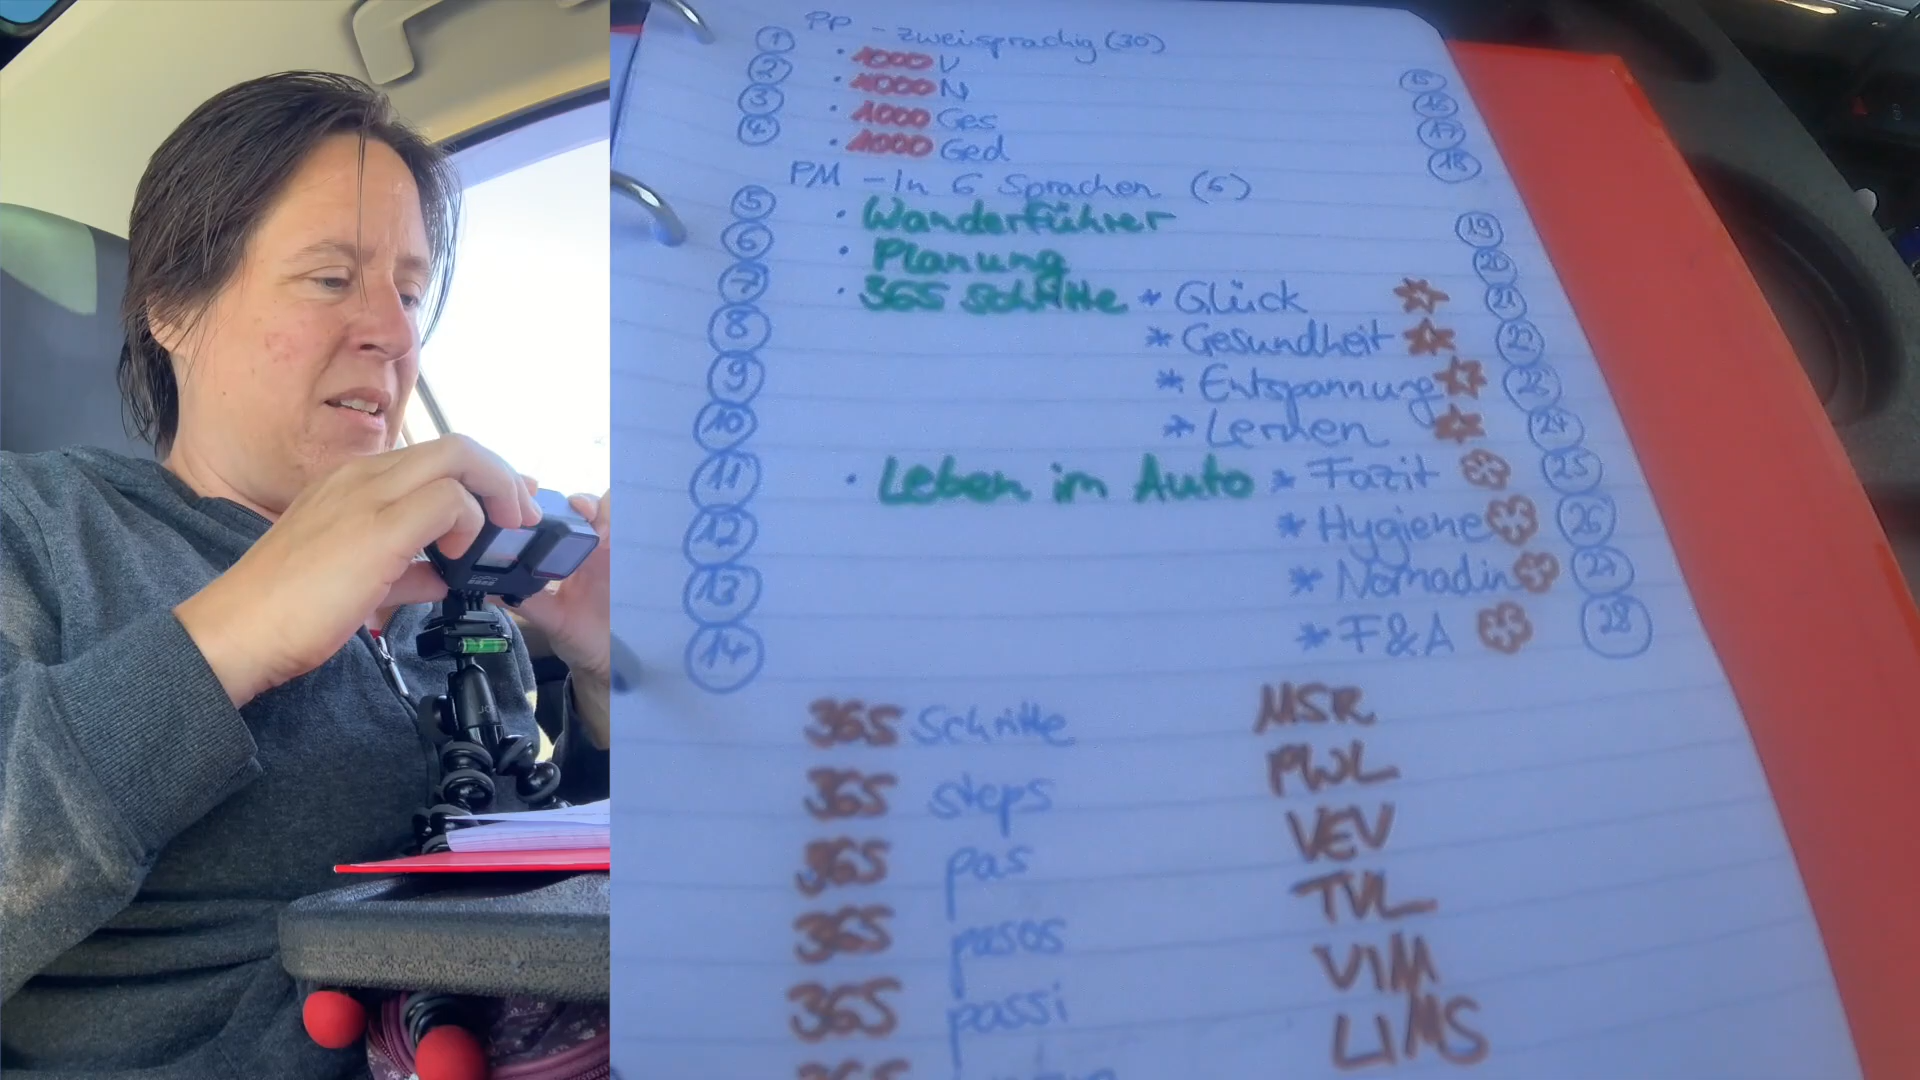 PP - zweisprachig (30)
① • 1000 V ⑮
② • 1000 N ⑯
③ • 1000 Ges ⑰
④ • 1000 Ged ⑱
PM - In 6 Sprachen (6)
⑤ • Wanderführer ⑲
⑥ • Planung ⑳
⑦ • 365 Schritte * Glück ㉑
⑧ * Gesundheit ㉒
⑨ * Entspannung ㉓
⑩ * Lernen ㉔
⑪ • Leben im Auto * Fazit ㉕
⑫ * Hygiene ㉖
⑬ * Nomadin ㉗
⑭ * F&A ㉘
365 Schritte MSR
365 steps PWL
365 pas VEV
365 pasos TVL
365 passi VIM
365 LIMS
GoPro